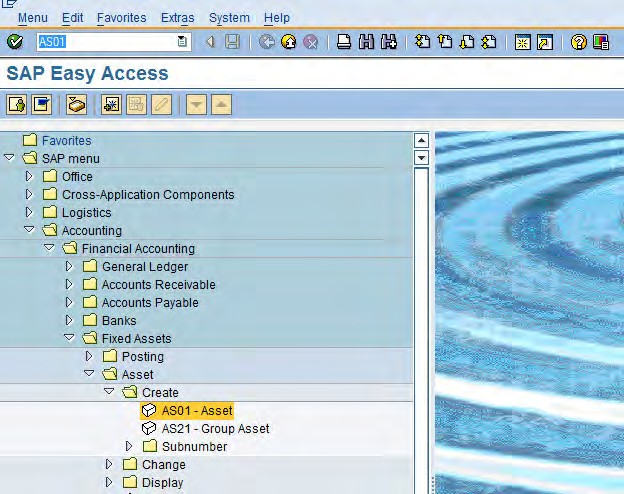 Menu Edit Favorites Extras System Help
AS01
SAP Easy Access
Favorites
SAP menu
Office
Cross-Application Components
Logistics
Accounting
Financial Accounting
General Ledger
Accounts Receivable
Accounts Payable
Banks
Fixed Assets
Posting
Asset
Create
AS01 - Asset
AS21 - Group Asset
Subnumber
Change
Display